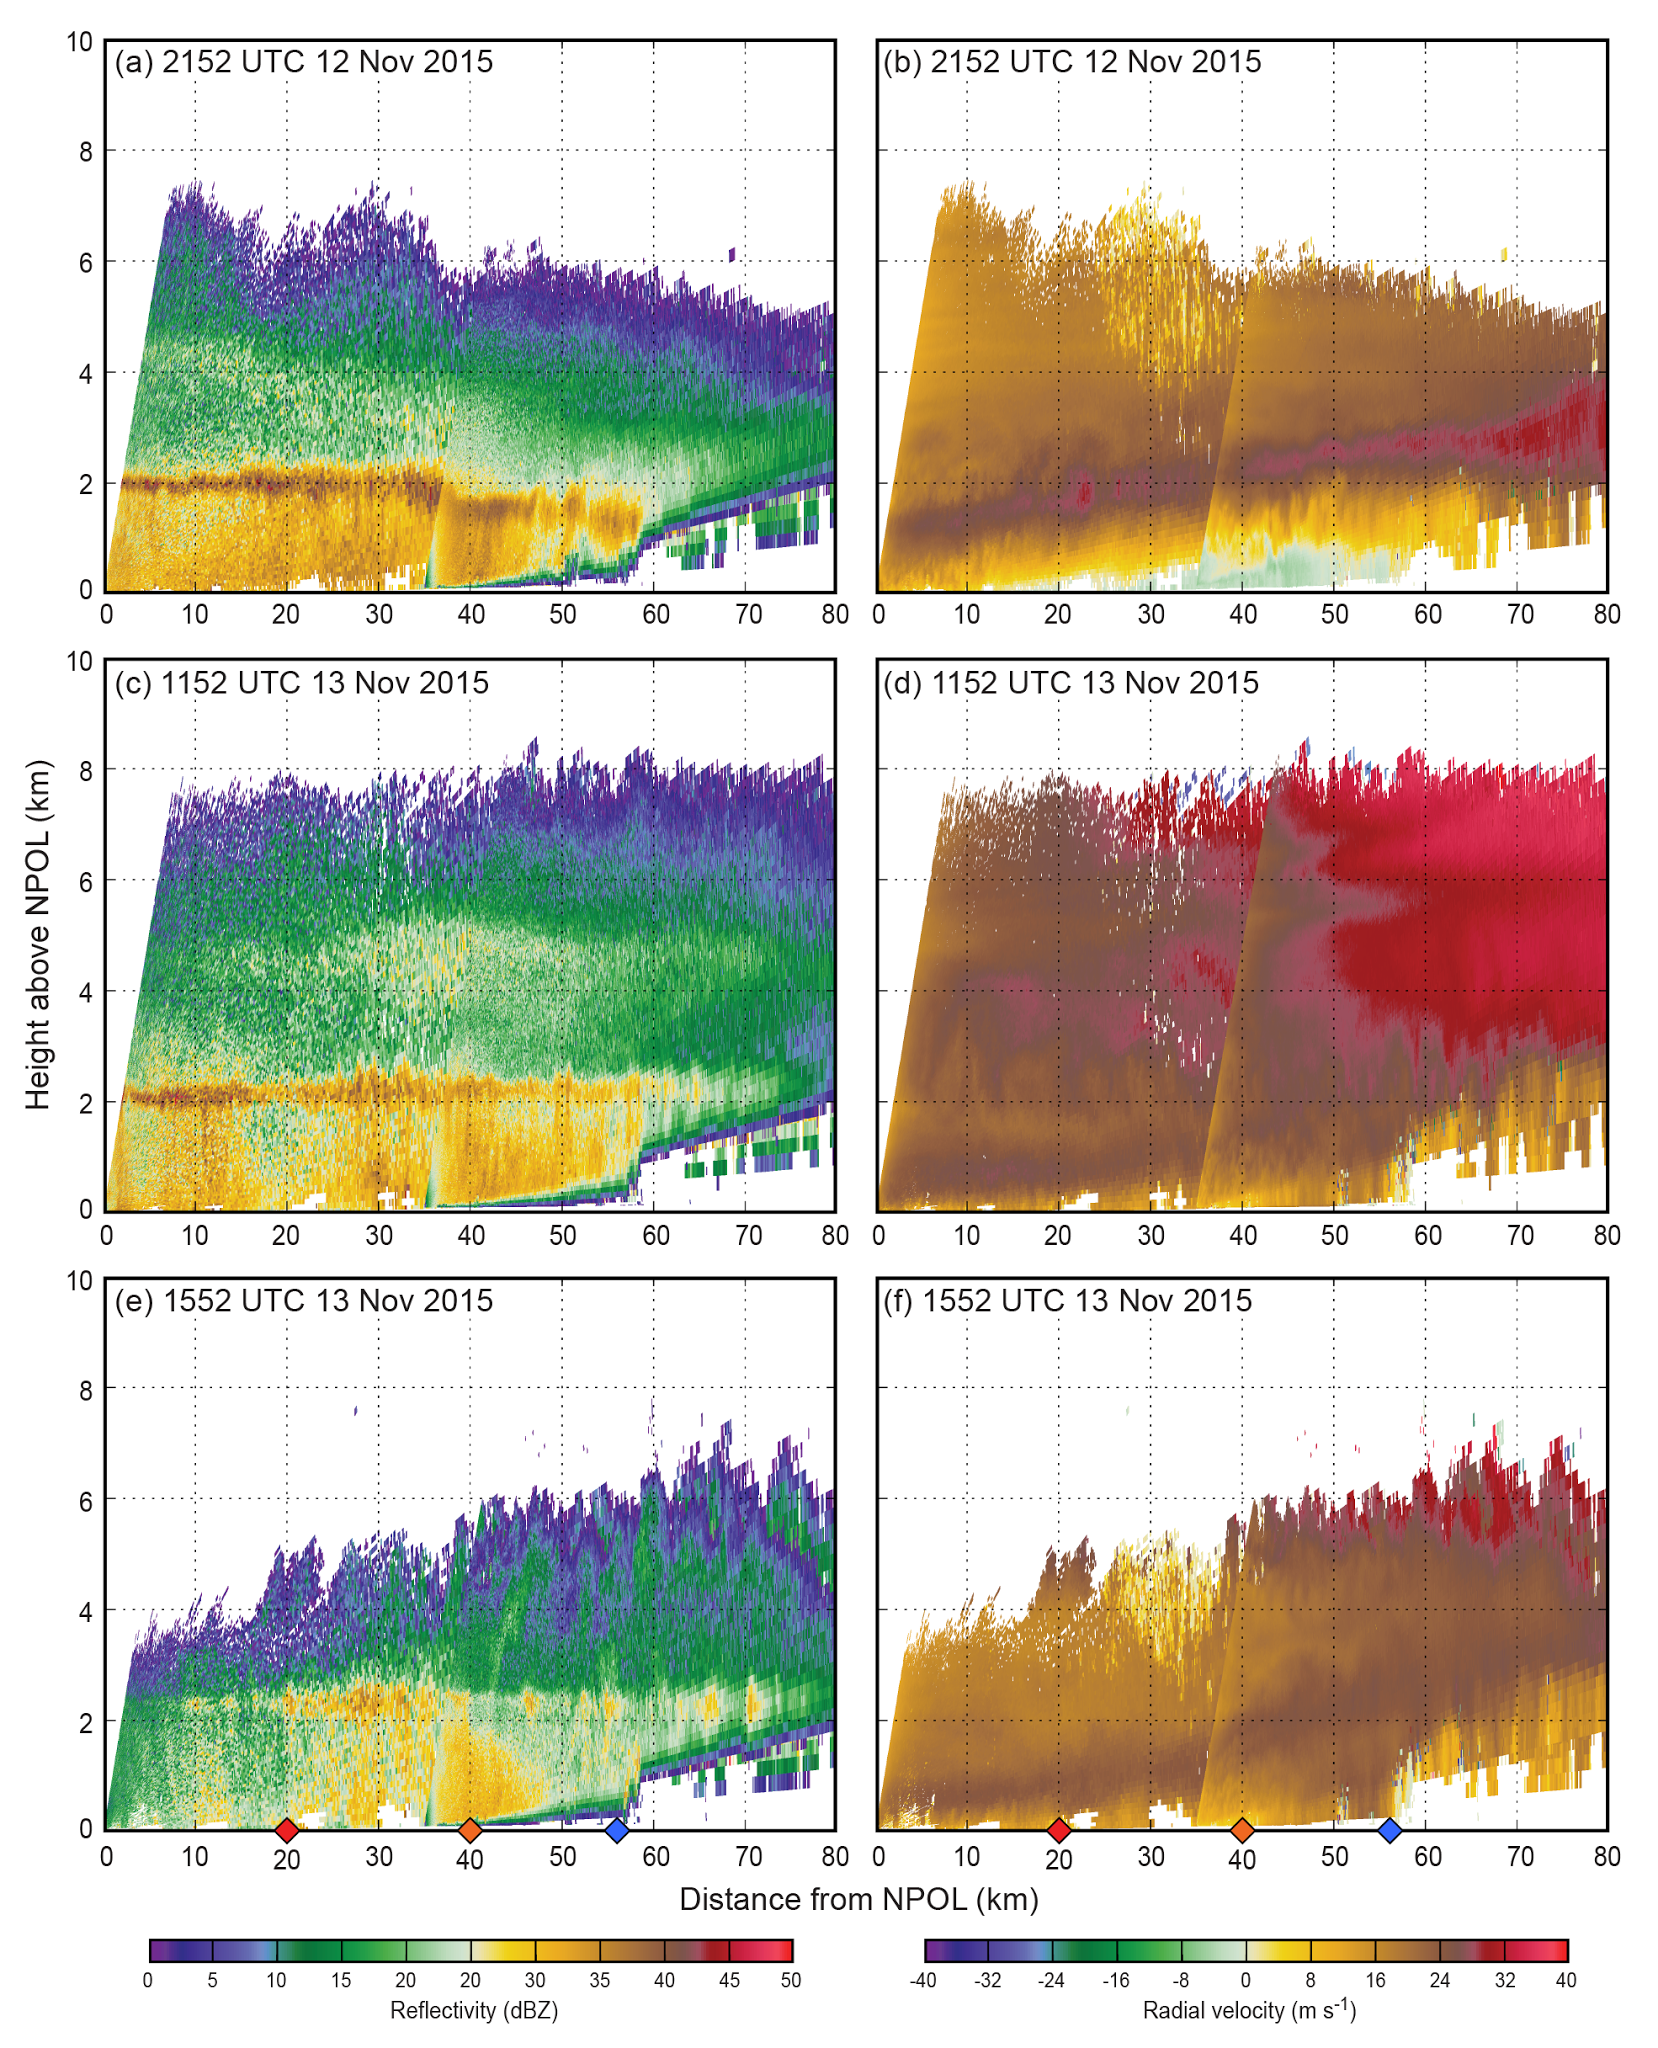 (a) 2152 UTC 12 Nov 2015
(b) 2152 UTC 12 Nov 2015
10
8
6
4
2
0
0 10 20 30 40 50 60 70 80
0 10 20 30 40 50 60 70 80
(c) 1152 UTC 13 Nov 2015
(d) 1152 UTC 13 Nov 2015
Height above NPOL (km)
10
8
6
4
2
0
0 10 20 30 40 50 60 70 80
0 10 20 30 40 50 60 70 80
(e) 1552 UTC 13 Nov 2015
(f) 1552 UTC 13 Nov 2015
10
8
6
4
2
0
0 10 20 30 40 50 60 70 80
0 10 20 30 40 50 60 70 80
Distance from NPOL (km)
0 5 10 15 20 20 30 35 40 45 50
Reflectivity (dBZ)
-40 -32 -24 -16 -8 0 8 16 24 32 40
Radial velocity (m s-1)